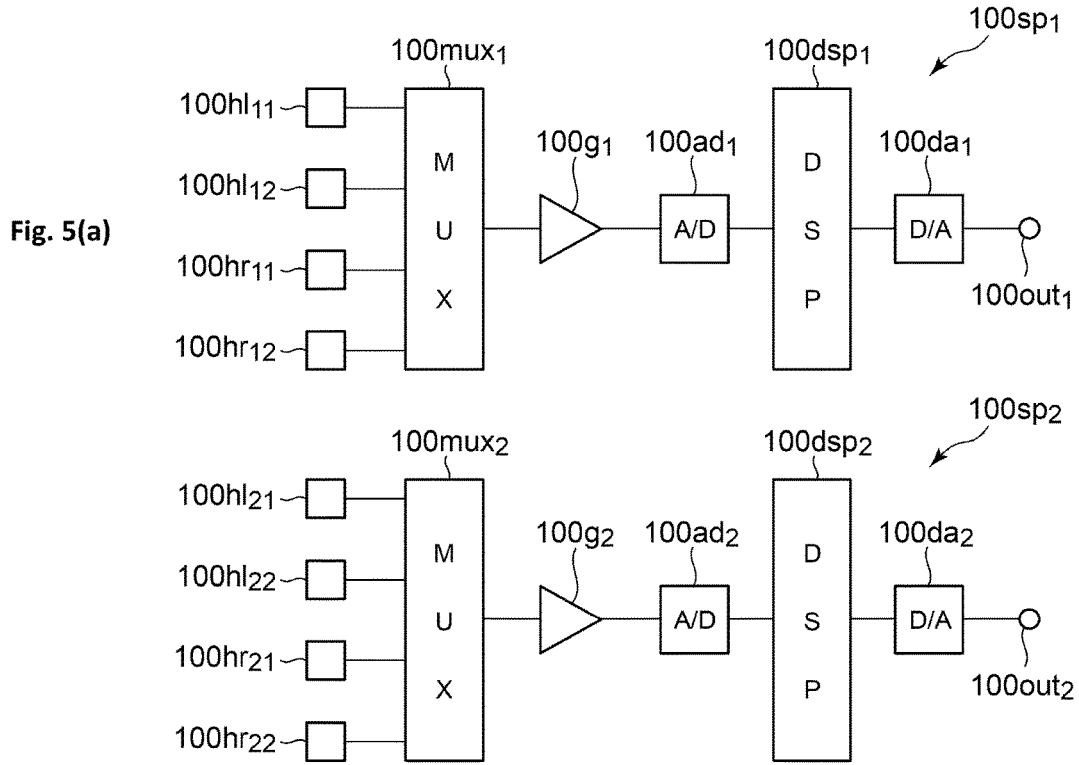 Fig. 5(a)
100sp1
100mux1
100dsp1
100hl11
100hl12
100hr11
100hr12
M
U
X
100g1
100ad1
A/D
D
S
P
100da1
D/A
100out1
100sp2
100mux2
100dsp2
100hl21
100hl22
100hr21
100hr22
M
U
X
100g2
100ad2
A/D
D
S
P
100da2
D/A
100out2